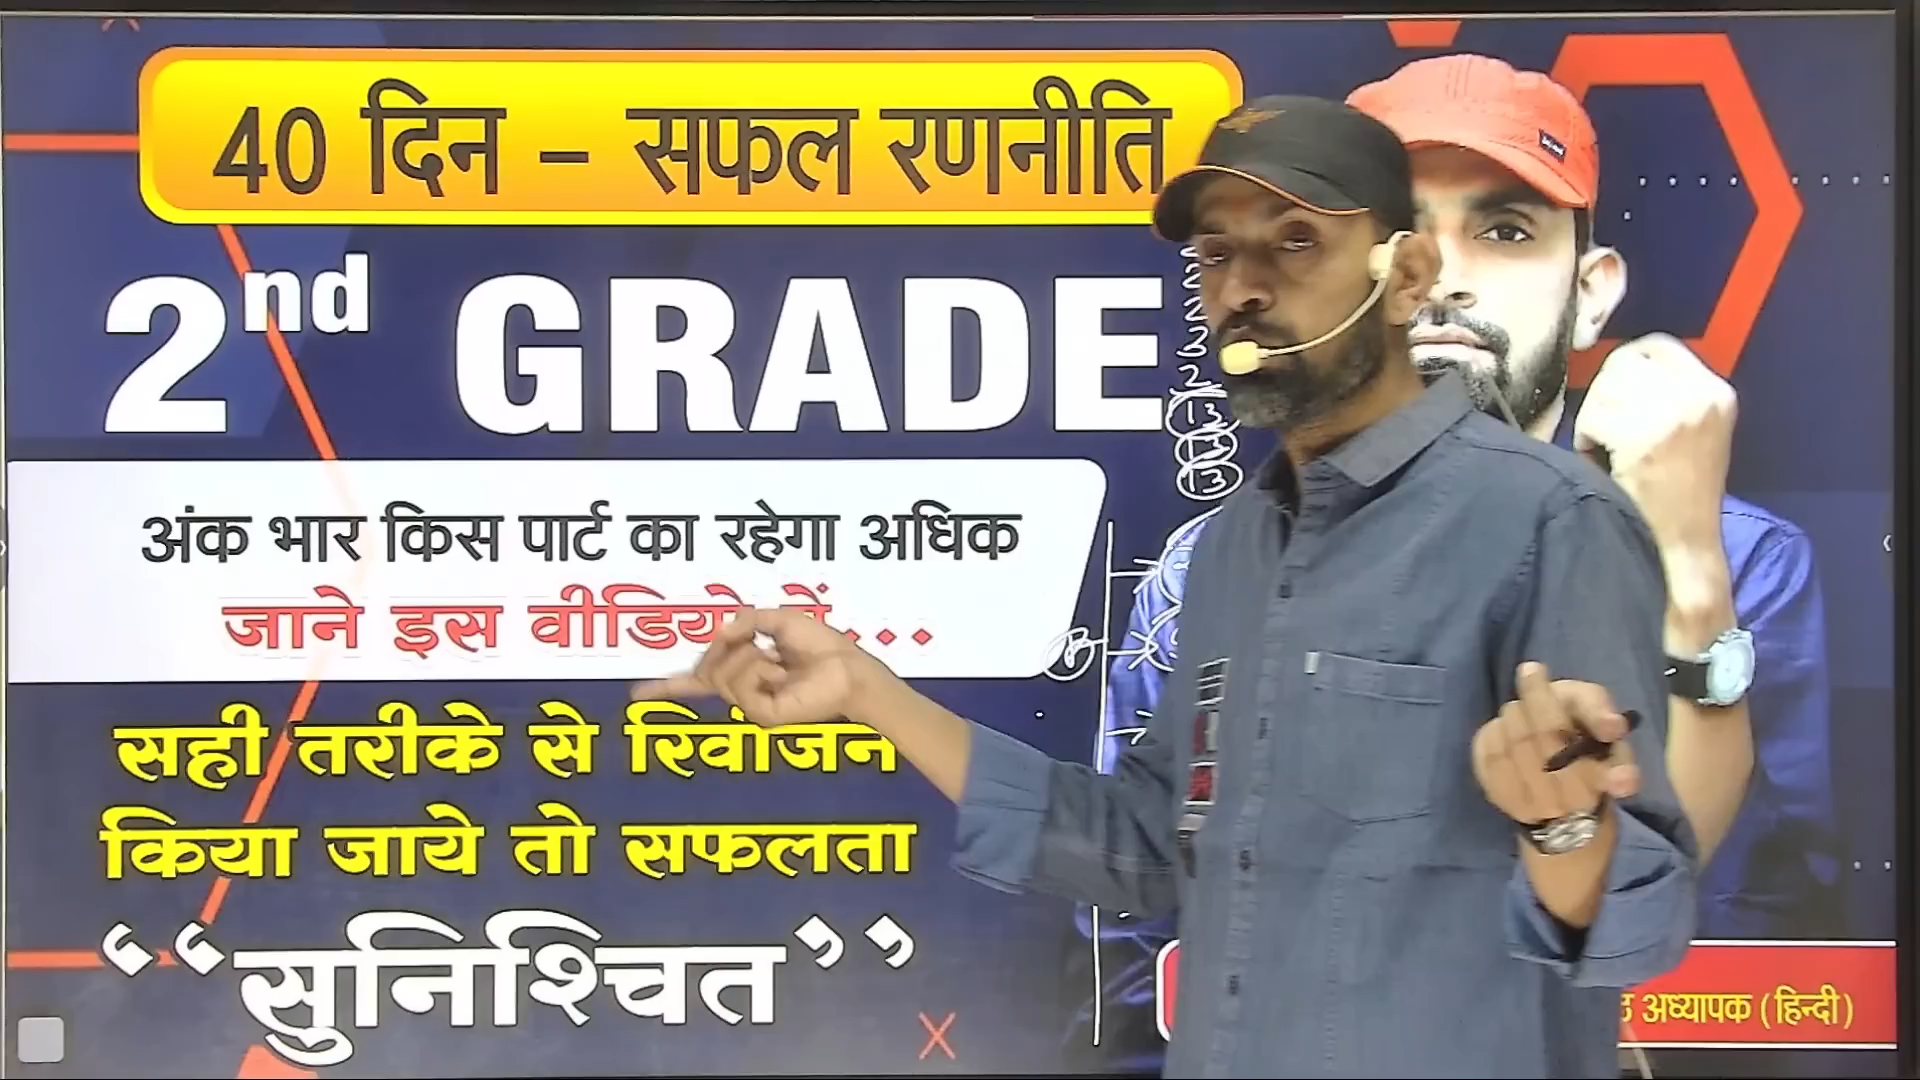 40 दिन – सफल रणनीति
2nd GRADE
अंक भार किस पार्ट का रहेगा अधिक
जाने इस वीडियो में...
सही तरीके से रिवीजन
किया जाये तो सफलता
“सुनिश्चित”
अध्यापक (हिन्दी)